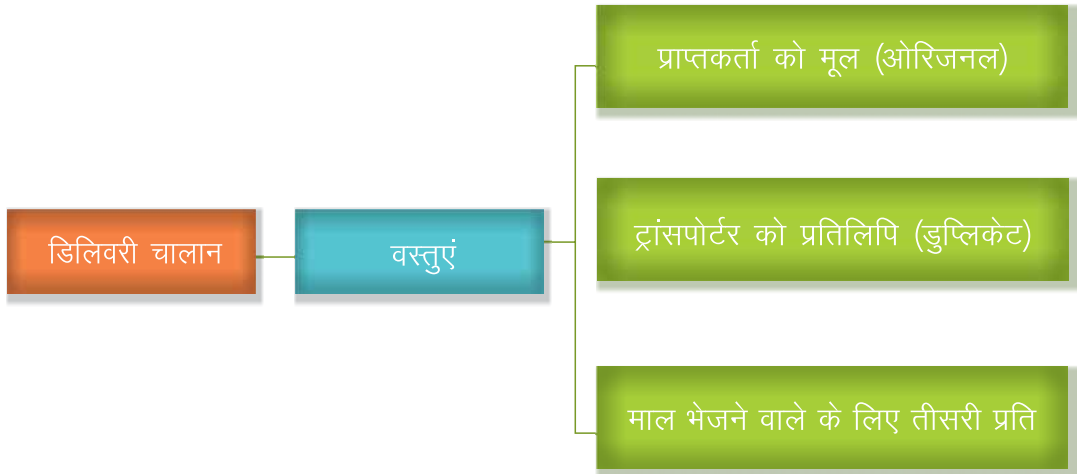 डिलिवरी चालान
वस्तुएं
प्राप्तकर्ता को मूल (ओरिजनल)
ट्रांसपोर्टर को प्रतिलिपि (डुप्लिकेट)
माल भेजने वाले के लिए तीसरी प्रति